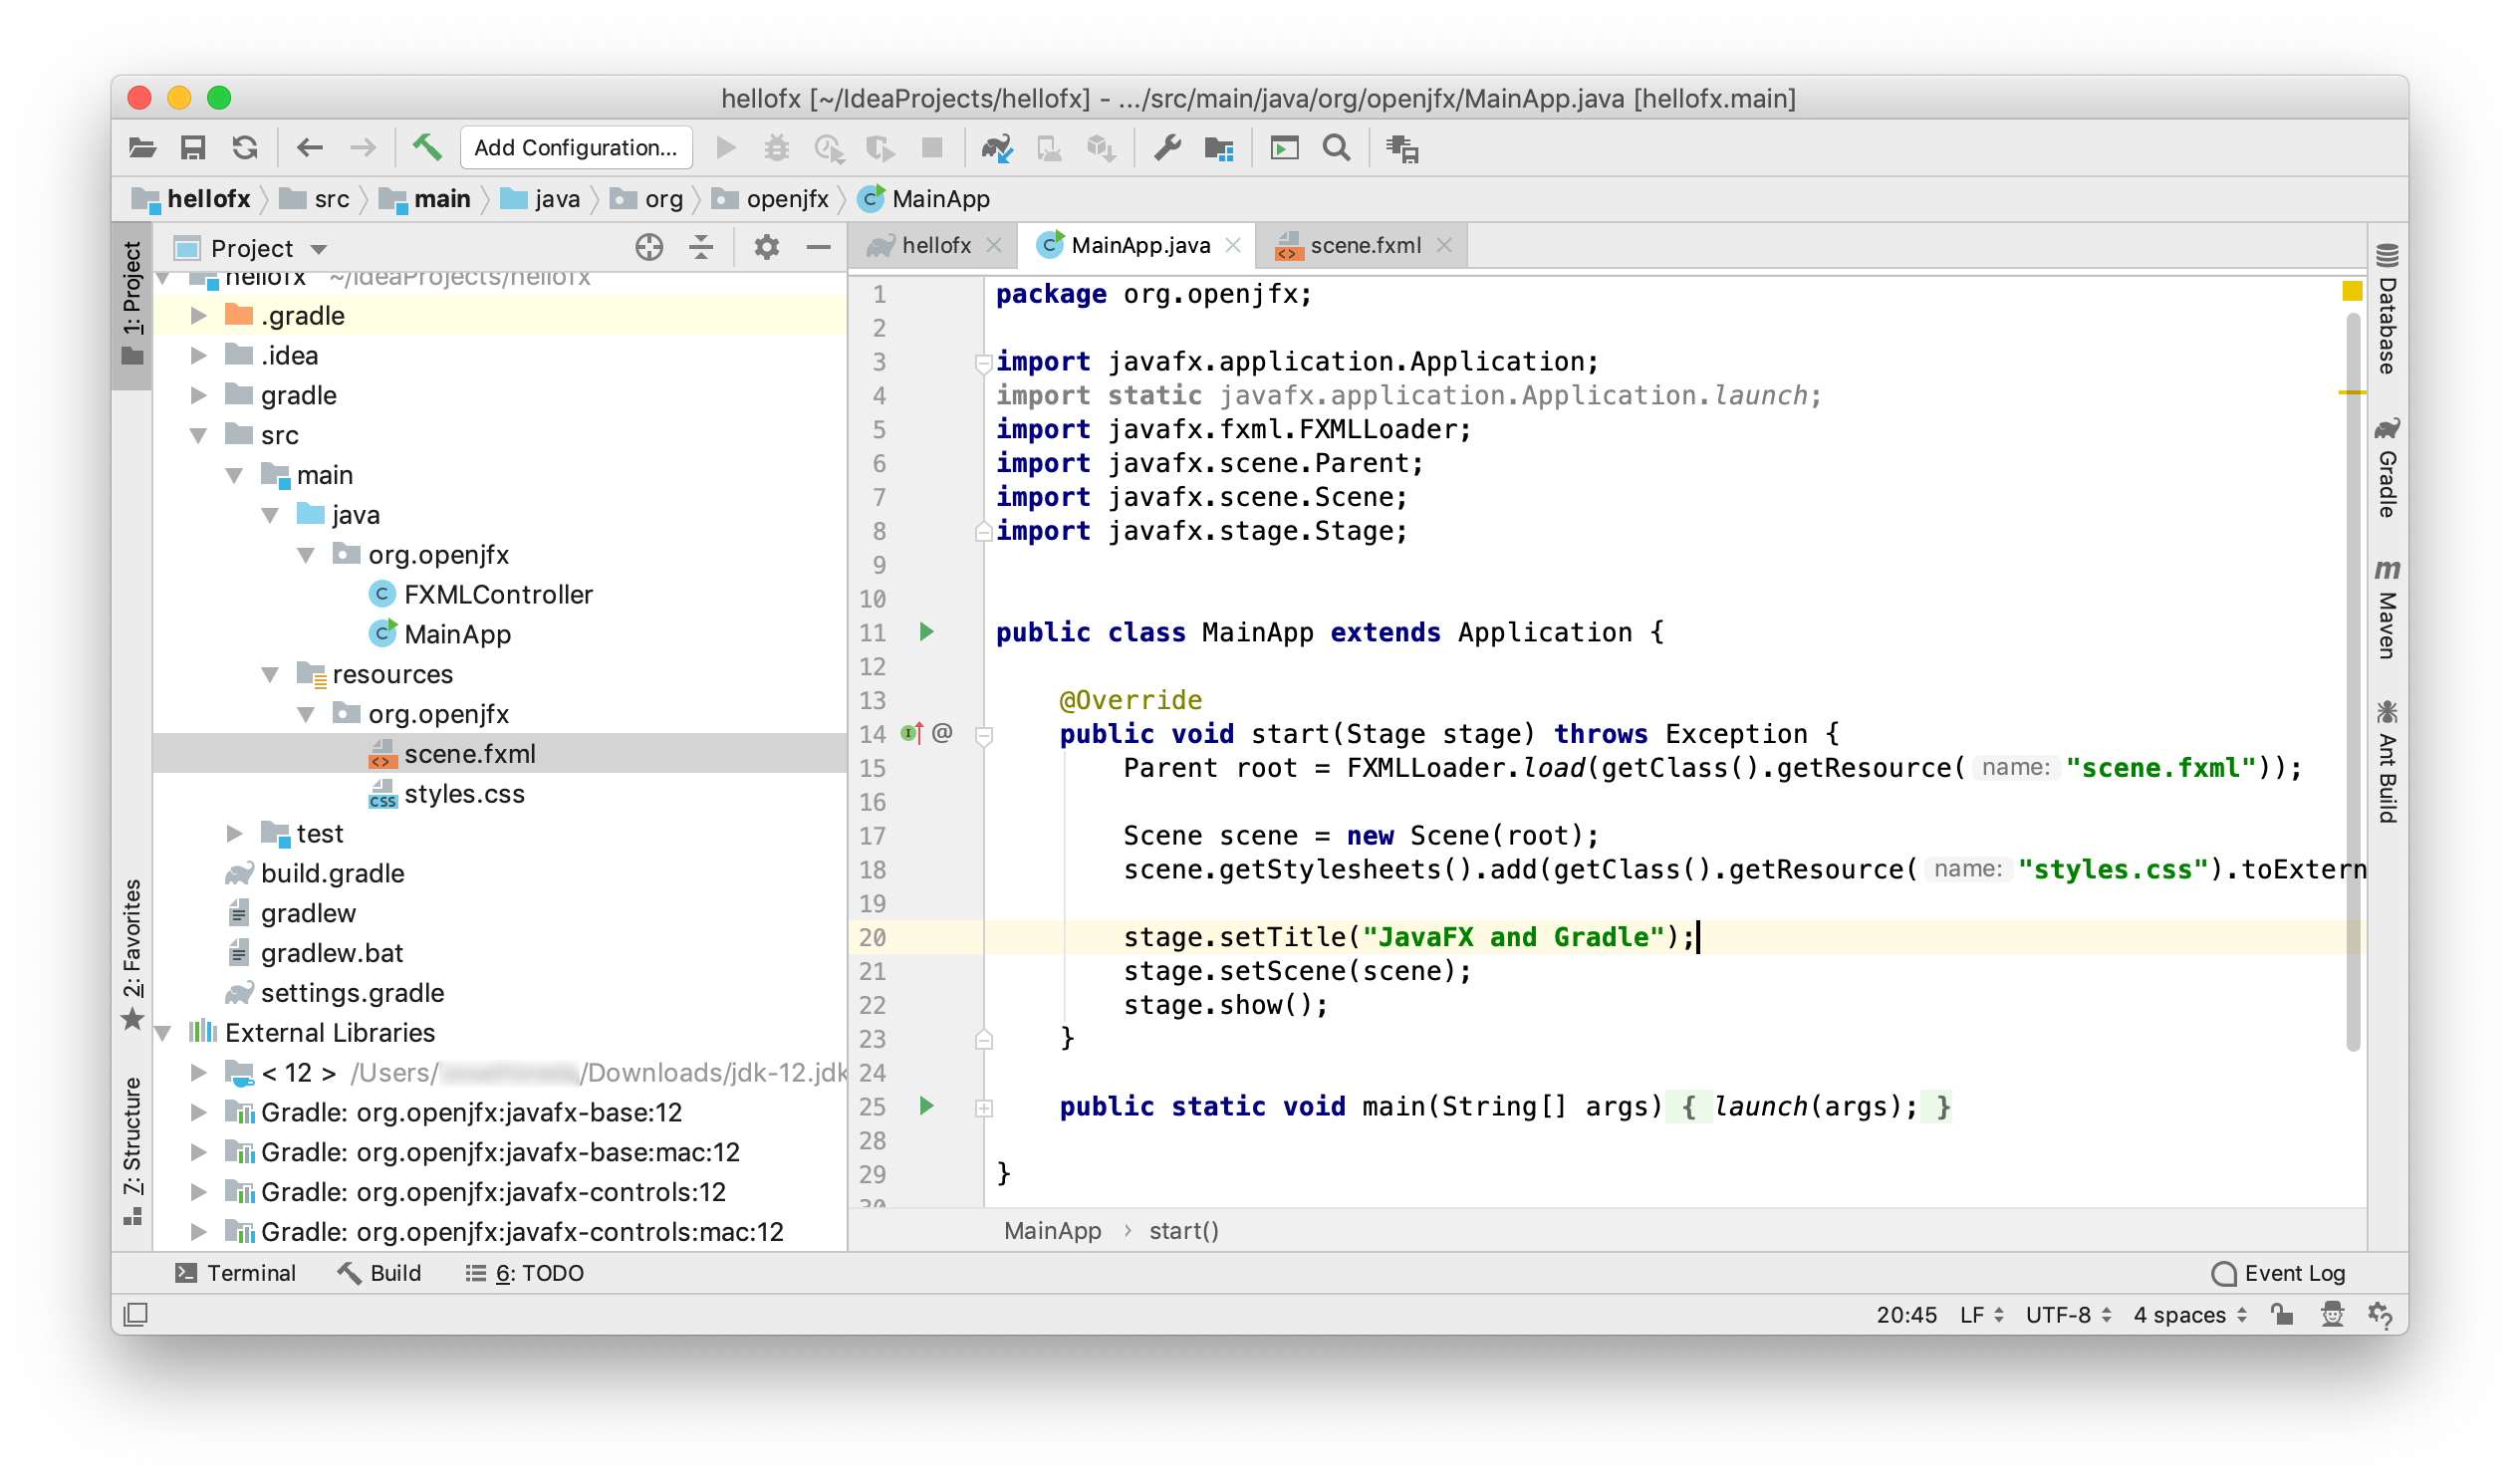 hellofx [~/IdeaProjects/hellofx] - .../src/main/java/org/openjfx/MainApp.java [hellofx.main]
Add Configuration...
hellofx src main java org openjfx MainApp
1: Project
2: Favorites
7: Structure
Project
hellofx ~/IdeaProjects/hellofx
.gradle
.idea
gradle
src
main
java
org.openjfx
FXMLController
MainApp
resources
org.openjfx
scene.fxml
styles.css
test
build.gradle
gradlew
gradlew.bat
settings.gradle
External Libraries
< 12 > /Users/ /Downloads/jdk-12.jdk
Gradle: org.openjfx:javafx-base:12
Gradle: org.openjfx:javafx-base:mac:12
Gradle: org.openjfx:javafx-controls:12
Gradle: org.openjfx:javafx-controls:mac:12
hellofx MainApp.java scene.fxml
1 package org.openjfx;
2
3 import javafx.application.Application;
4 import static javafx.application.Application.launch;
5 import javafx.fxml.FXMLLoader;
6 import javafx.scene.Parent;
7 import javafx.scene.Scene;
8 import javafx.stage.Stage;
9
10
11 public class MainApp extends Application {
12
13 @Override
14 @ public void start(Stage stage) throws Exception {
15 Parent root = FXMLLoader.load(getClass().getResource( name: "scene.fxml"));
16
17 Scene scene = new Scene(root);
18 scene.getStylesheets().add(getClass().getResource( name: "styles.css").toExtern
19
20 stage.setTitle("JavaFX and Gradle");
21 stage.setScene(scene);
22 stage.show();
23 }
24
25 public static void main(String[] args) { launch(args); }
28
29 }
30
MainApp › start()
Database
Gradle
m Maven
Ant Build
Terminal Build 6: TODO Event Log
20:45 LF UTF-8 4 spaces